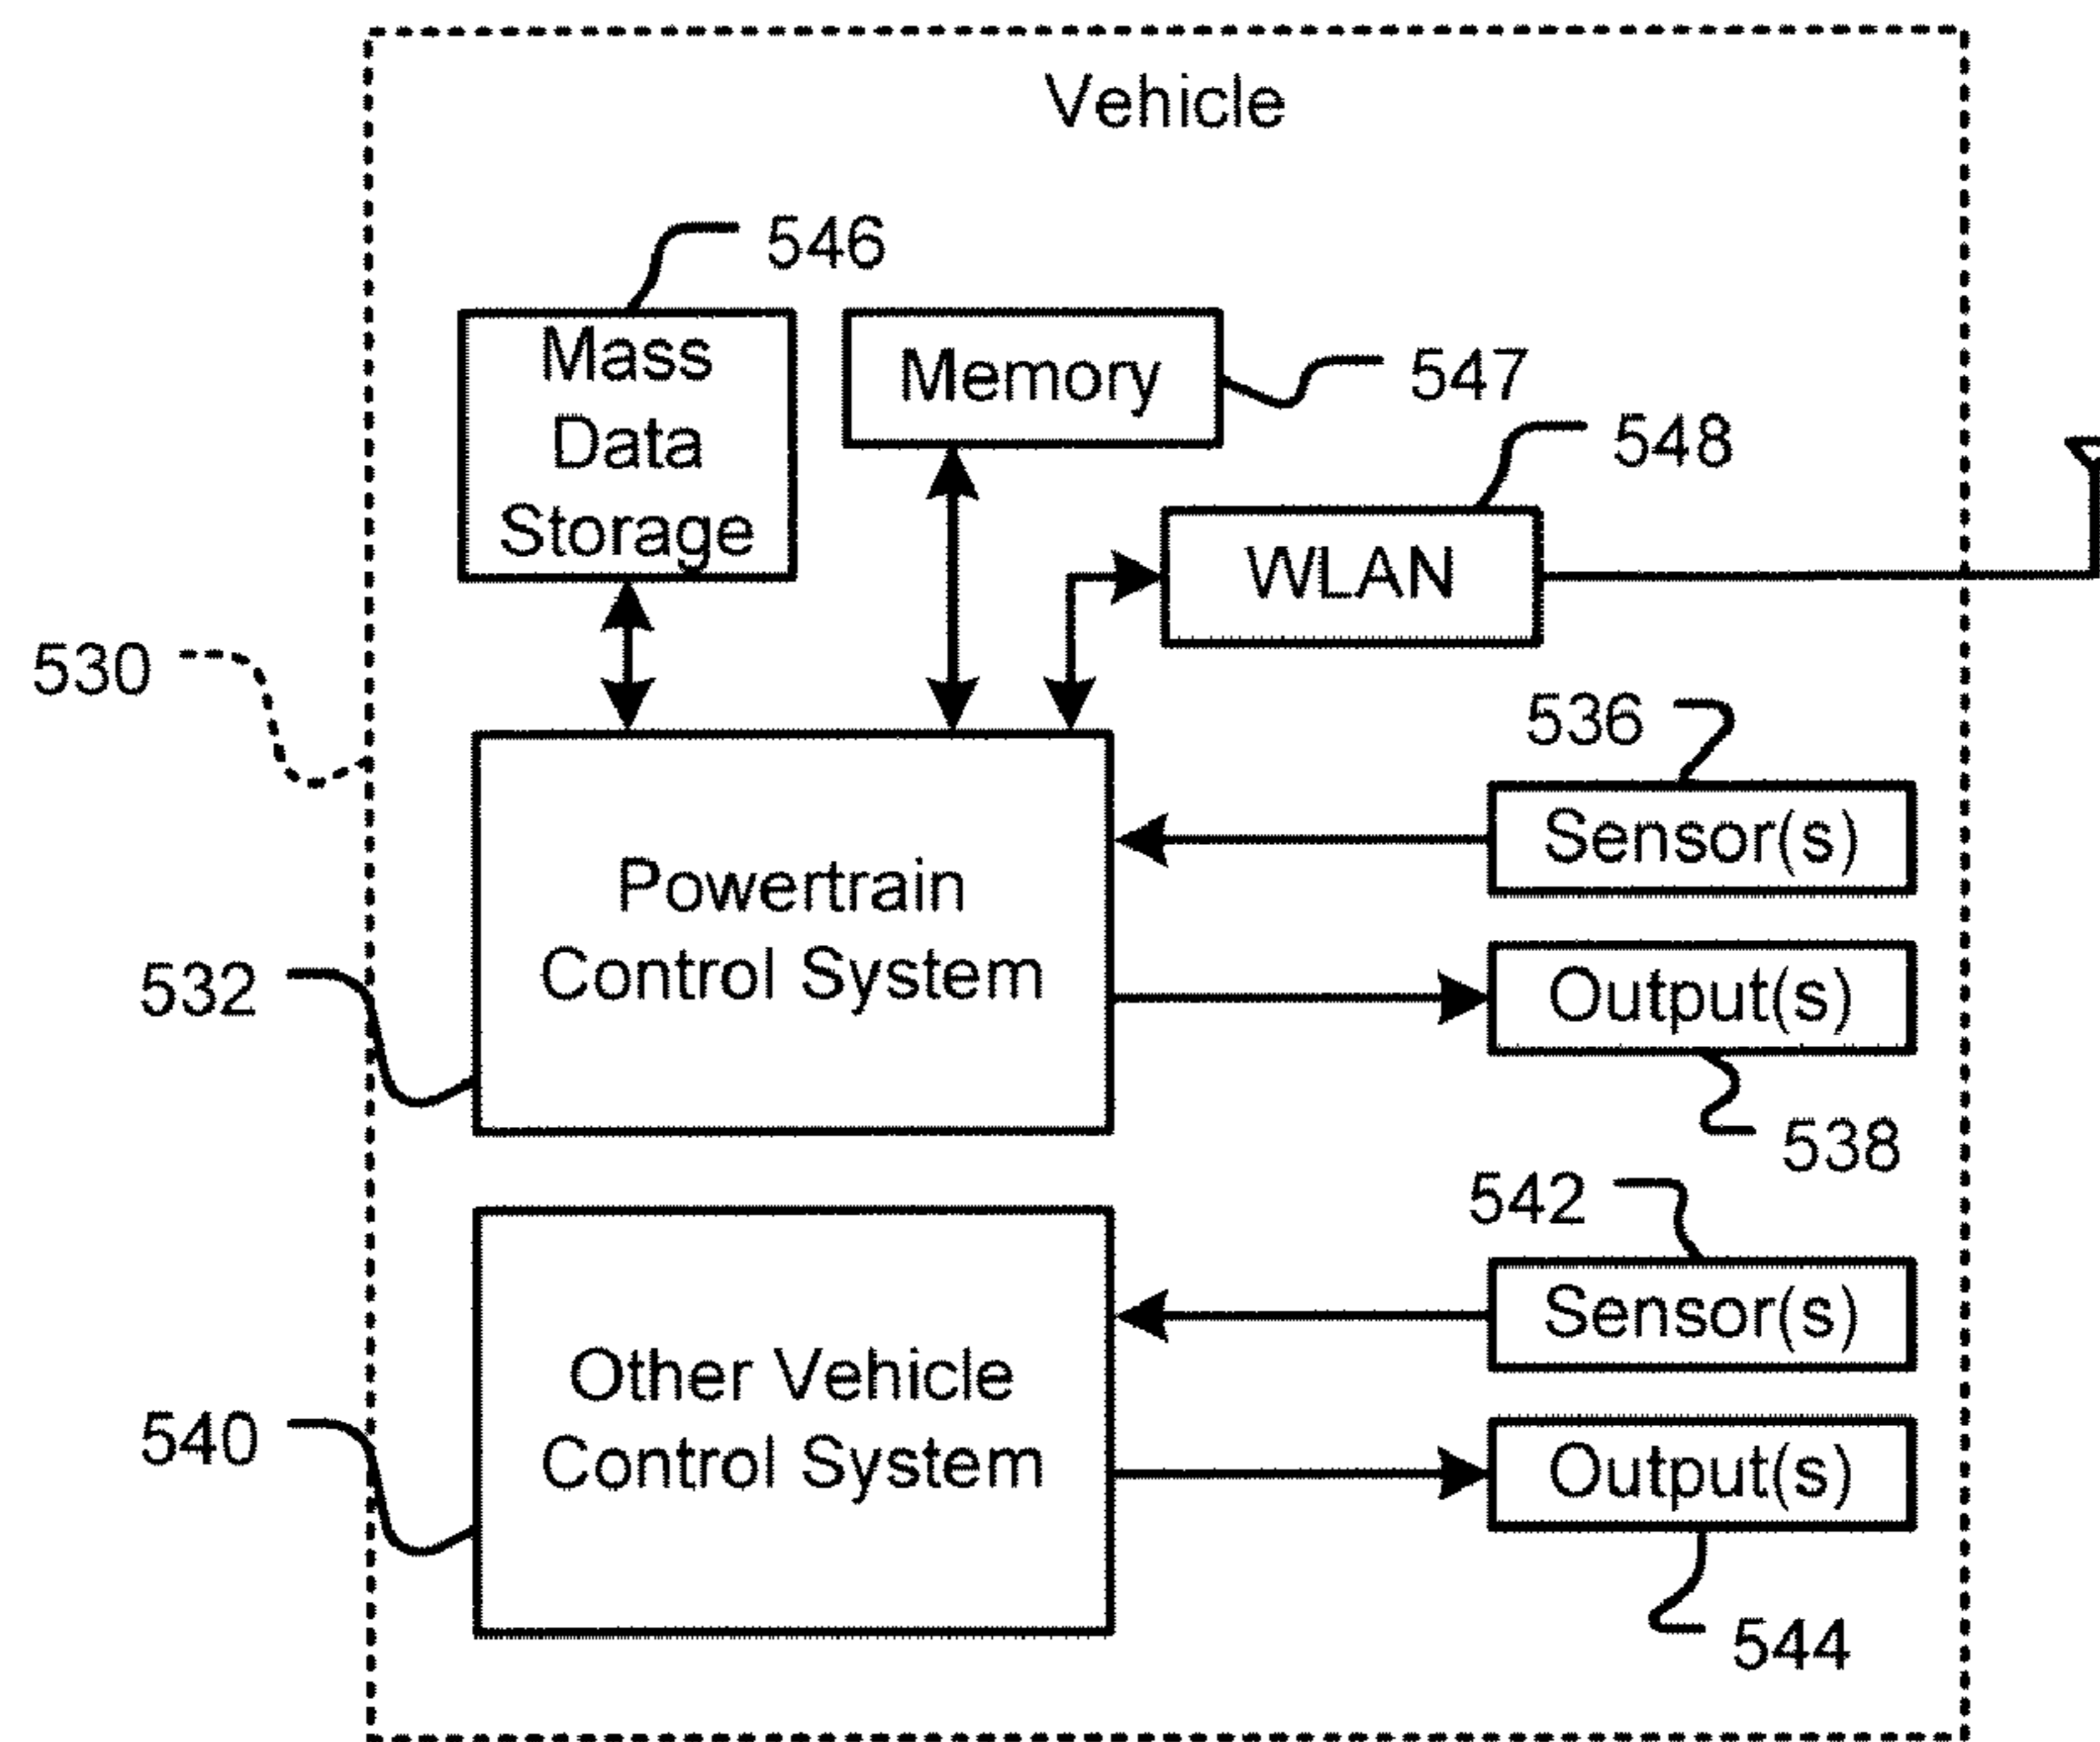 Vehicle
546
Mass
Data
Storage
Memory
547
548
WLAN
530
536
Sensor(s)
Powertrain
Control System
532
Output(s)
538
542
Sensor(s)
Other Vehicle
Control System
540
Output(s)
544